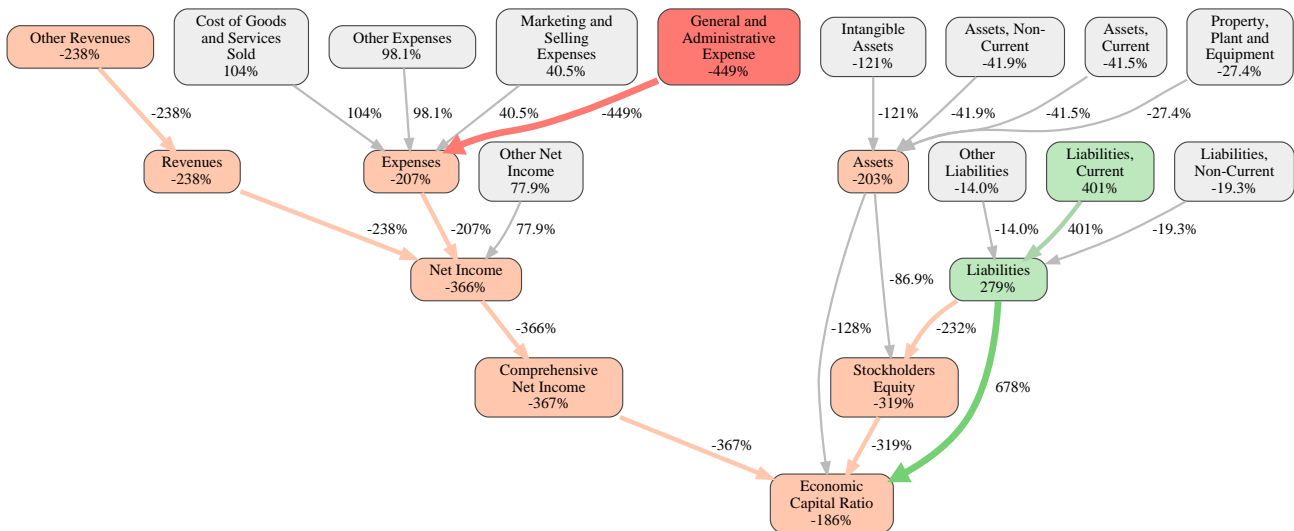 Other Revenues
-238%
Cost of Goods
and Services
Sold
104%
Other Expenses
98.1%
Marketing and
Selling
Expenses
40.5%
General and
Administrative
Expense
-449%
Intangible
Assets
-121%
Assets, Non-
Current
-41.9%
Assets,
Current
-41.5%
Property,
Plant and
Equipment
-27.4%
-238%
104%
98.1%
40.5%
-449%
-121%
-41.9%
-41.5%
-27.4%
Revenues
-238%
Expenses
-207%
Other Net
Income
77.9%
Assets
-203%
Other
Liabilities
-14.0%
Liabilities,
Current
401%
Liabilities,
Non-Current
-19.3%
-238%
-207%
77.9%
-14.0%
401%
-19.3%
Net Income
-366%
-86.9%
Liabilities
279%
-366%
-128%
-232%
Comprehensive
Net Income
-367%
Stockholders
Equity
-319%
678%
-367%
-319%
Economic
Capital Ratio
-186%